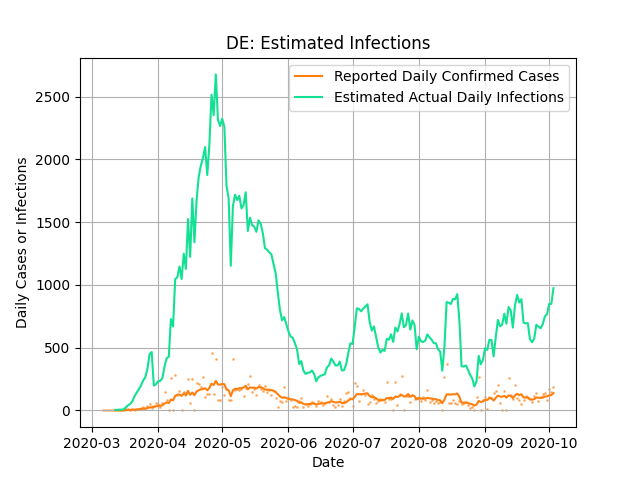 DE: Estimated Infections
Reported Daily Confirmed Cases
Estimated Actual Daily Infections
Daily Cases or Infections
2500
2000
1500
1000
500
0
2020-03 2020-04 2020-05 2020-06 2020-07 2020-08 2020-09 2020-10
Date